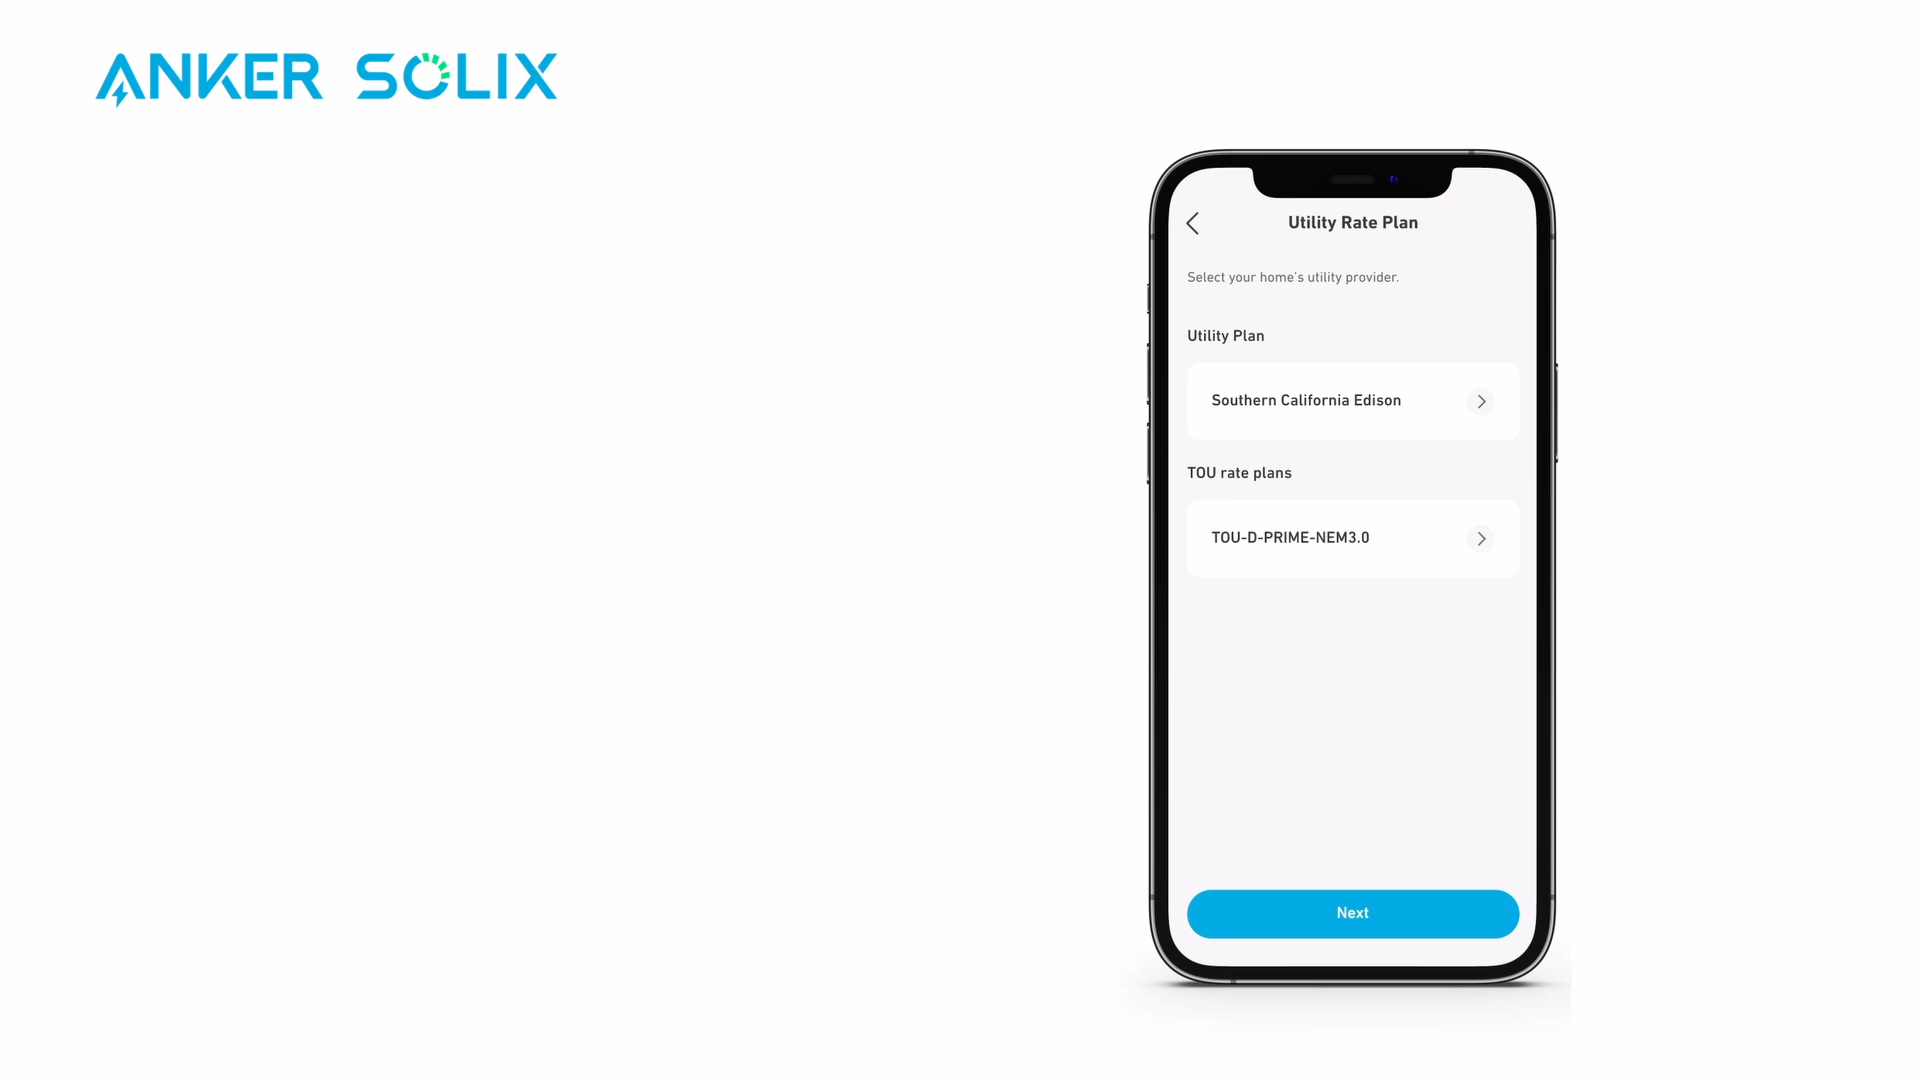 ANKER SOLIX
Utility Rate Plan
Select your home's utility provider.
Utility Plan
Southern California Edison
TOU rate plans
TOU-D-PRIME-NEM3.0
Next